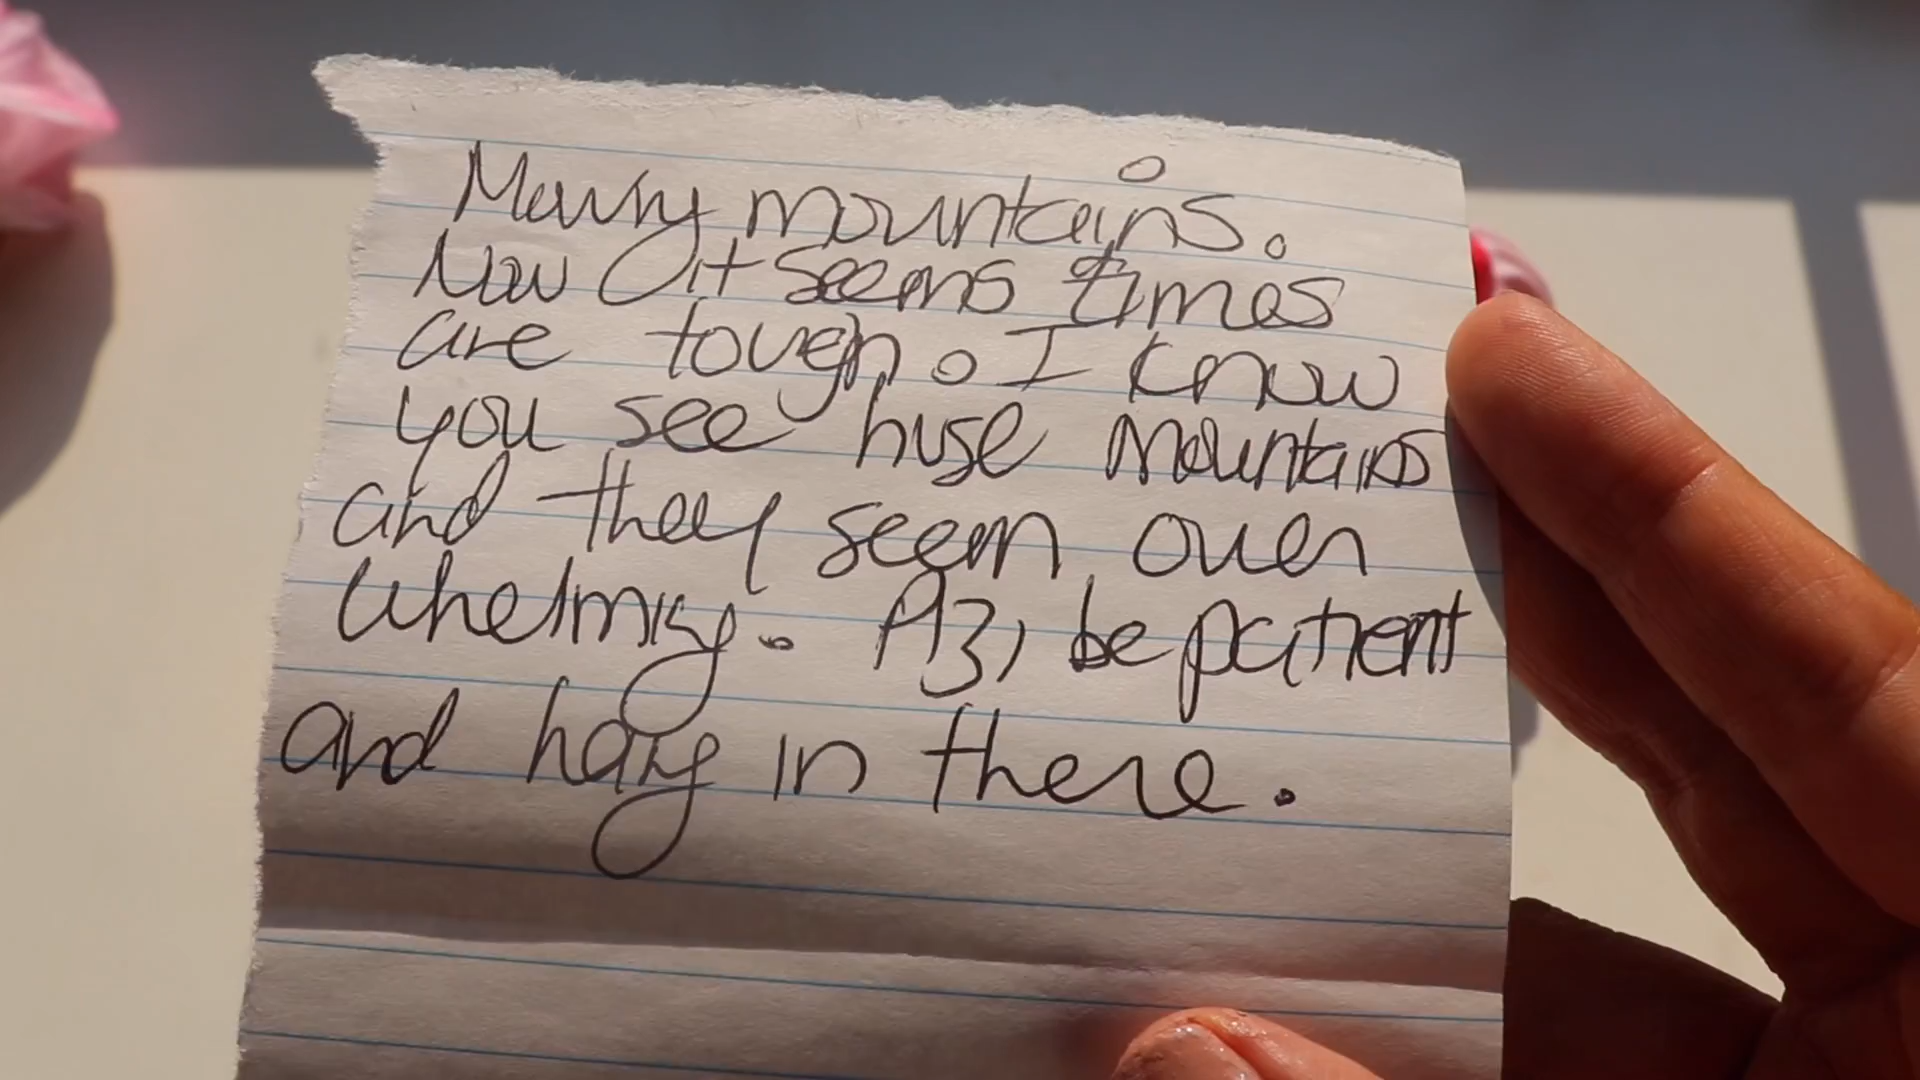 Many mountains.
Now it seems times
are tough. I know
you see huge mountains
and they seem over
whelming. be patient
and hang in there.